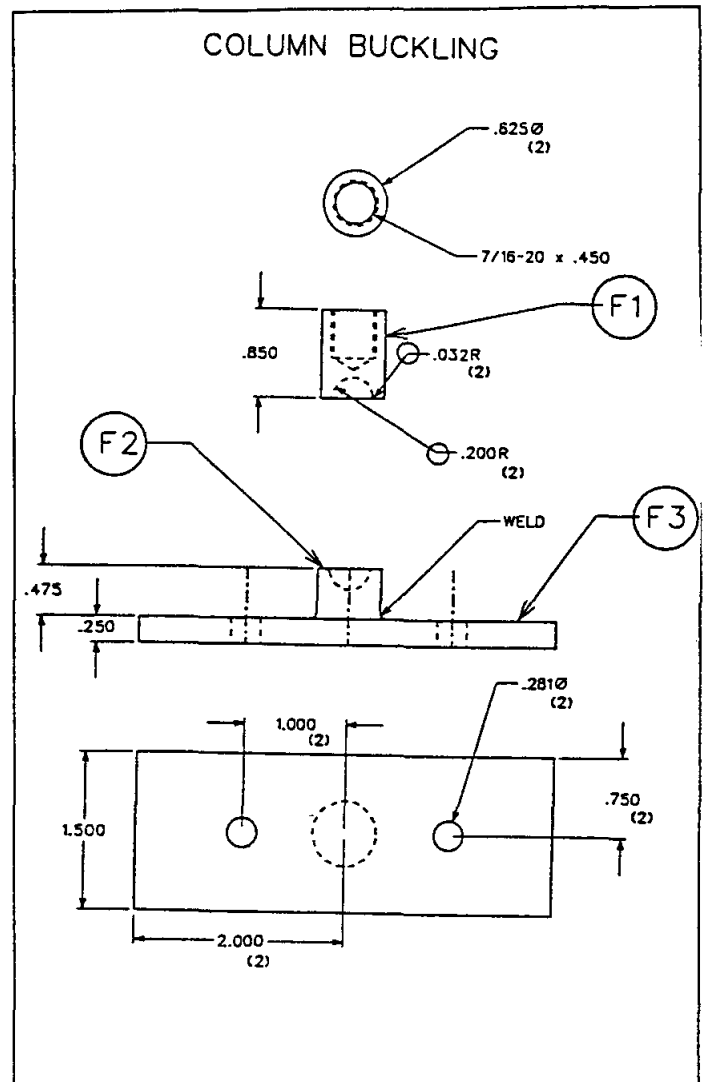 COLUMN BUCKLING
.625Ø
(2)
7/16-20 x .450
F1
.850
.032R
(2)
.200R
(2)
F2
WELD
F3
.475
.250
.281Ø
(2)
1.000
(2)
.750
(2)
1.500
2.000
(2)